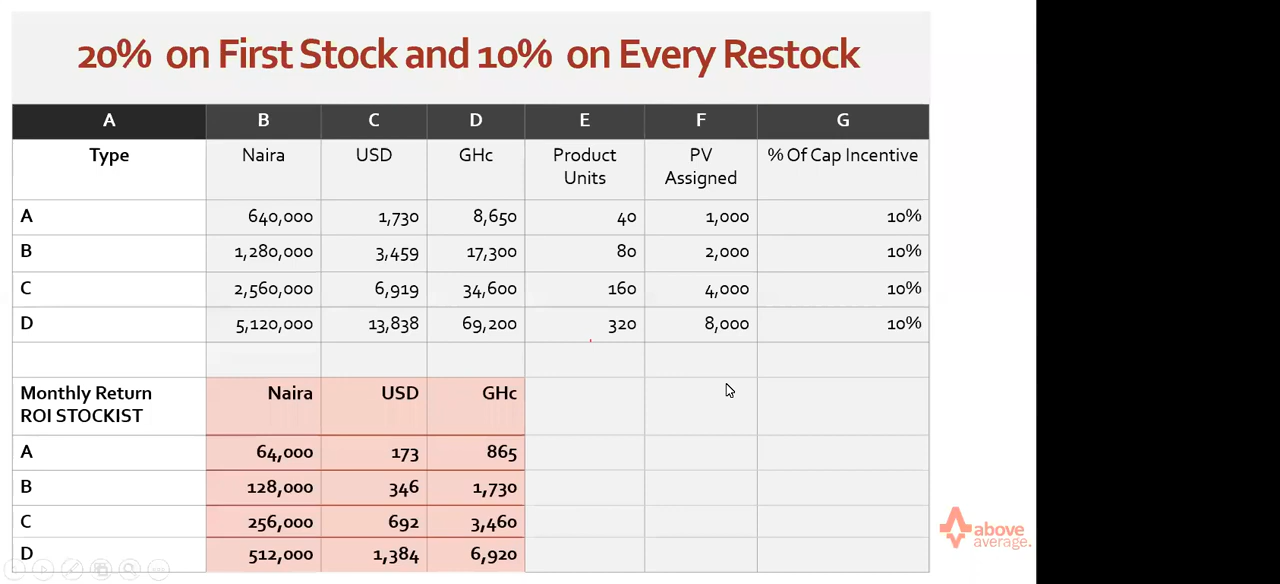 20% on First Stock and 10% on Every Restock
A B C D E F G
Type Naira USD GHc Product Units PV Assigned % Of Cap Incentive
A 640,000 1,730 8,650 40 1,000 10%
B 1,280,000 3,459 17,300 80 2,000 10%
C 2,560,000 6,919 34,600 160 4,000 10%
D 5,120,000 13,838 69,200 320 8,000 10%
Monthly Return ROI STOCKIST Naira USD GHc
A 64,000 173 865
B 128,000 346 1,730
C 256,000 692 3,460
D 512,000 1,384 6,920
above
average.